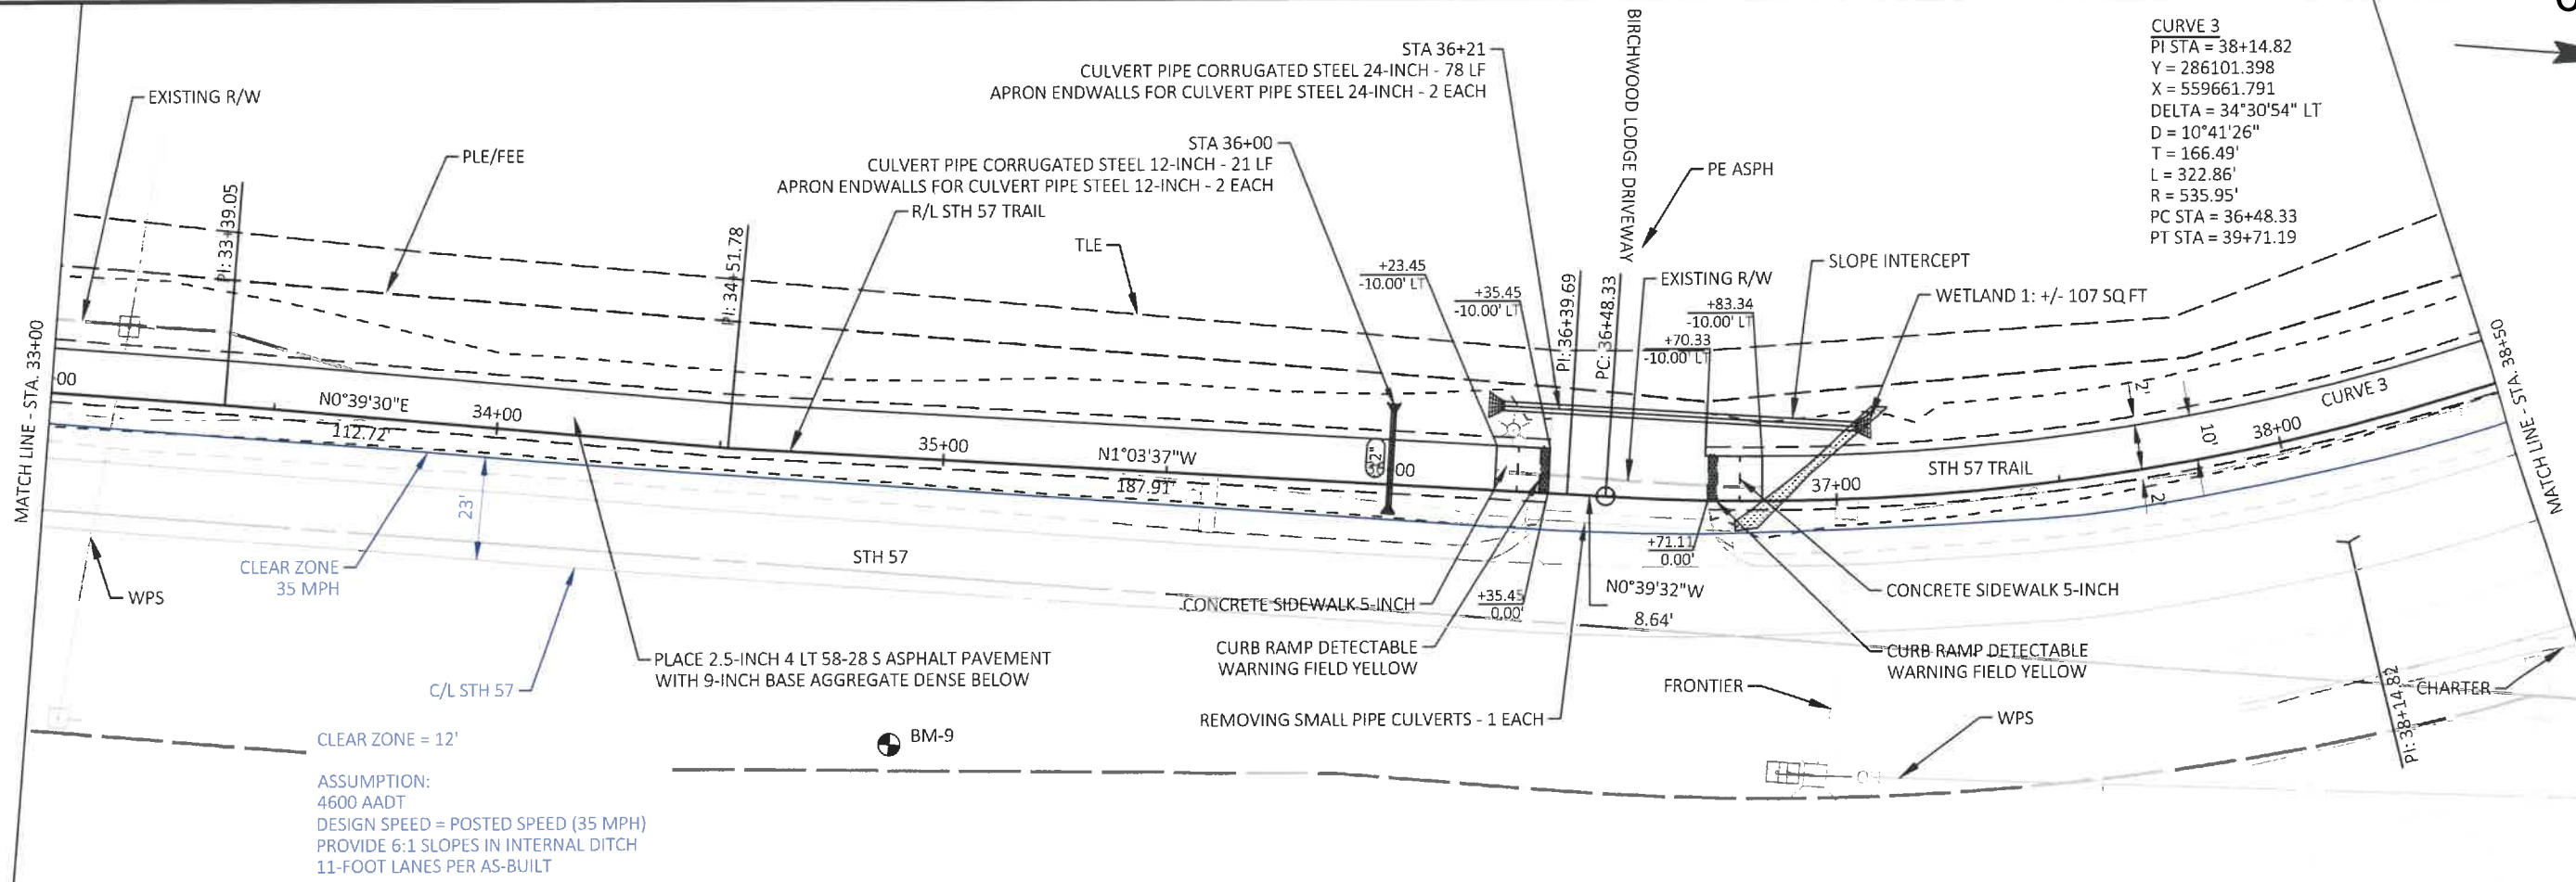 STA 36+21
CULVERT PIPE CORRUGATED STEEL 24-INCH - 78 LF
APRON ENDWALLS FOR CULVERT PIPE STEEL 24-INCH - 2 EACH
BIRCHWOOD LODGE DRIVEWAY
CURVE 3
PI STA = 38+14.82
Y = 286101.398
X = 559661.791
DELTA = 34°30'54" LT
D = 10°41'26"
T = 166.49'
L = 322.86'
R = 535.95'
PC STA = 36+48.33
PT STA = 39+71.19
EXISTING R/W
PLE/FEE
STA 36+00
CULVERT PIPE CORRUGATED STEEL 12-INCH - 21 LF
APRON ENDWALLS FOR CULVERT PIPE STEEL 12-INCH - 2 EACH
R/L STH 57 TRAIL
TLE
PE ASPH
PI: 33+39.05
PI: 34+51.78
+23.45
-10.00' LT
+35.45
-10.00' LT
PI: 36+39.69
PC: 36+48.33
EXISTING R/W
+83.34
-10.00' LT
+70.33
-10.00' LT
SLOPE INTERCEPT
WETLAND 1: +/- 107 SQ FT
MATCH LINE - STA. 33+00
MATCH LINE - STA. 38+50
00
N0°39'30"E
112.72'
34+00
35+00
N1°03'37"W
187.91'
12"
36+00
37+00
STH 57 TRAIL
2'
10'
2'
38+00
CURVE 3
23'
CLEAR ZONE
35 MPH
STH 57
WPS
C/L STH 57
PLACE 2.5-INCH 4 LT 58-28 S ASPHALT PAVEMENT
WITH 9-INCH BASE AGGREGATE DENSE BELOW
CONCRETE SIDEWALK 5-INCH
+35.45
0.00'
+71.11
0.00'
N0°39'32"W
8.64'
CONCRETE SIDEWALK 5-INCH
CURB RAMP DETECTABLE
WARNING FIELD YELLOW
CURB RAMP DETECTABLE
WARNING FIELD YELLOW
REMOVING SMALL PIPE CULVERTS - 1 EACH
FRONTIER
WPS
CHARTER
PI: 38+14.82
BM-9
CLEAR ZONE = 12'
ASSUMPTION:
4600 AADT
DESIGN SPEED = POSTED SPEED (35 MPH)
PROVIDE 6:1 SLOPES IN INTERNAL DITCH
11-FOOT LANES PER AS-BUILT